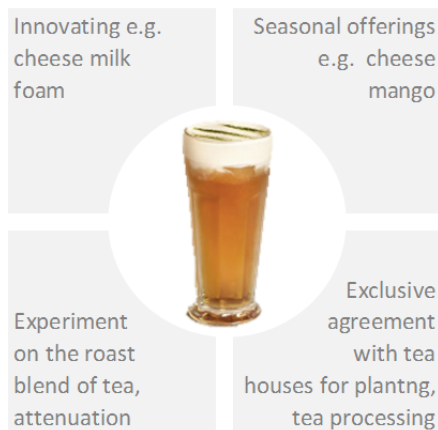 Innovating e.g.
cheese milk
foam
Seasonal offerings
e.g.  cheese
mango
Experiment
on the roast
blend of tea,
attenuation
Exclusive
agreement
with tea
houses for plantng,
tea processing